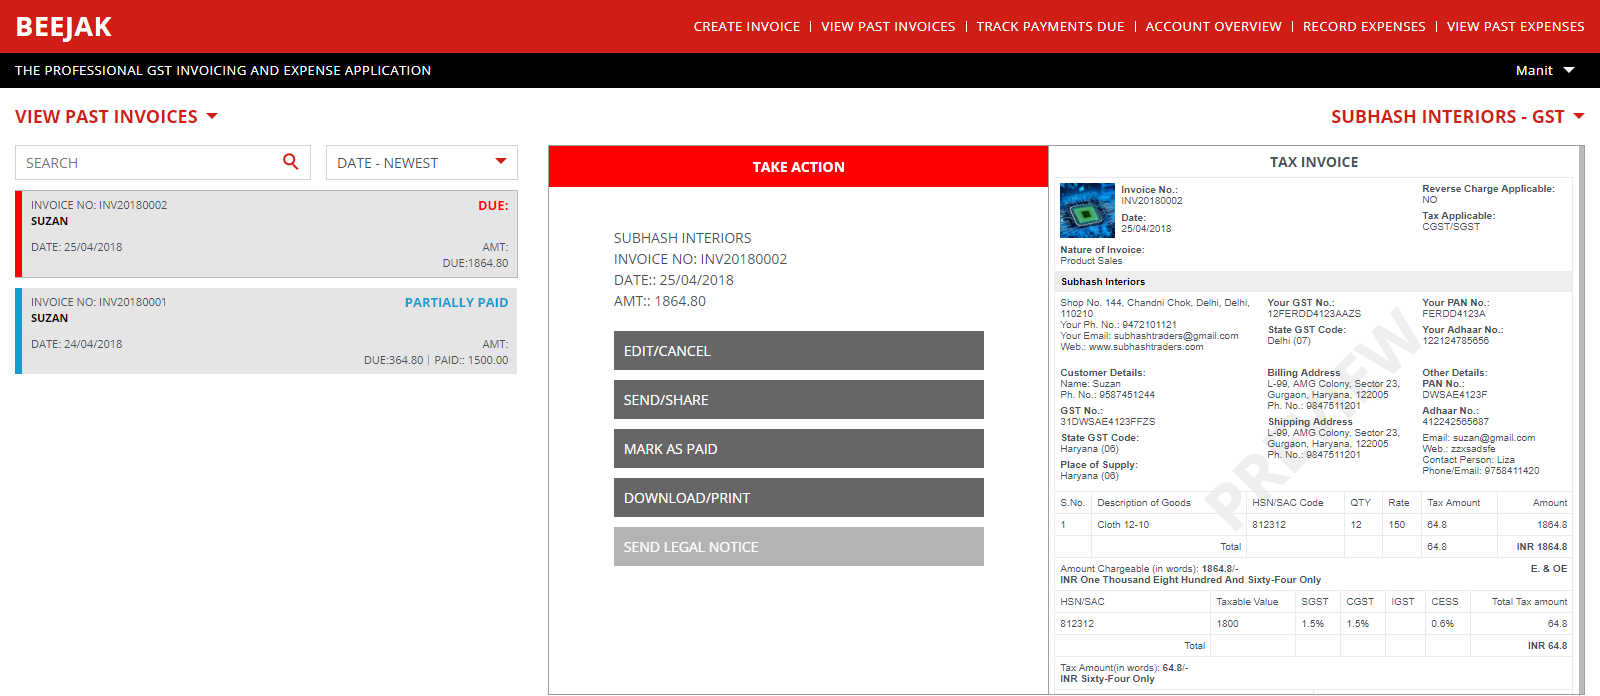 BEEJAK
CREATE INVOICE | VIEW PAST INVOICES | TRACK PAYMENTS DUE | ACCOUNT OVERVIEW | RECORD EXPENSES | VIEW PAST EXPENSES
THE PROFESSIONAL GST INVOICING AND EXPENSE APPLICATION
Manit
VIEW PAST INVOICES
SUBHASH INTERIORS - GST
SEARCH
DATE - NEWEST
INVOICE NO: INV20180002 DUE:
SUZAN
DATE: 25/04/2018 AMT:
DUE:1864.80
INVOICE NO: INV20180001 PARTIALLY PAID
SUZAN
DATE: 24/04/2018 AMT:
DUE:364.80 | PAID:: 1500.00
TAKE ACTION
SUBHASH INTERIORS
INVOICE NO: INV20180002
DATE:: 25/04/2018
AMT:: 1864.80
EDIT/CANCEL
SEND/SHARE
MARK AS PAID
DOWNLOAD/PRINT
SEND LEGAL NOTICE
TAX INVOICE
Invoice No.:
INV20180002
Date:
25/04/2018
Reverse Charge Applicable:
NO
Tax Applicable:
CGST/SGST
Nature of Invoice:
Product Sales
Subhash Interiors
Shop No. 144, Chandni Chok, Delhi, Delhi,
110210
Your Ph. No.: 9472101121
Your Email: subhashtraders@gmail.com
Web.: www.subhashtraders.com
Your GST No.:
12FERDD4123AAZS
State GST Code:
Delhi (07)
Your PAN No.:
FERDD4123A
Your Adhaar No.:
122124785656
Customer Details:
Name: Suzan
Ph. No.: 9587451244
GST No.:
31DWSAE4123FFZS
State GST Code:
Haryana (06)
Place of Supply:
Haryana (06)
Billing Address
L-99, AMG Colony, Sector 23,
Gurgaon, Haryana, 122005
Ph. No.: 9847511201
Shipping Address
L-99, AMG Colony, Sector 23,
Gurgaon, Haryana, 122005
Ph. No.: 9847511201
Other Details:
PAN No.:
DWSAE4123F
Adhaar No.:
412242565687
Email: suzan@gmail.com
Web.: zzxsadsfe
Contact Person: Liza
Phone/Email: 9758411420
PREVIEW
S.No. Description of Goods HSN/SAC Code QTY Rate Tax Amount Amount
1 Cloth 12-10 812312 12 150 64.8 1864.8
Total 64.8 INR 1864.8
Amount Chargeable (in words): 1864.8/- E. & OE
INR One Thousand Eight Hundred And Sixty-Four Only
HSN/SAC Taxable Value SGST CGST IGST CESS Total Tax amount
812312 1800 1.5% 1.5% 0.6% 64.8
Total INR 64.8
Tax Amount(in words): 64.8/-
INR Sixty-Four Only